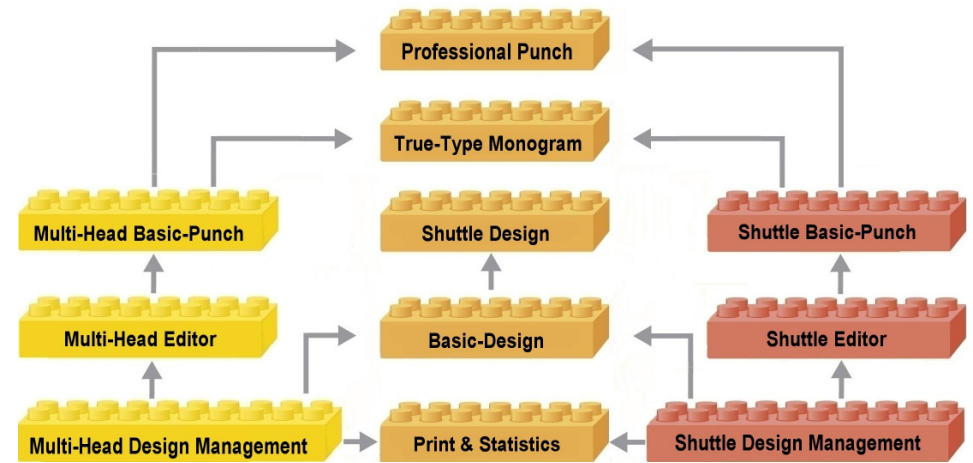 Professional Punch
True-Type Monogram
Multi-Head Basic-Punch
Shuttle Design
Shuttle Basic-Punch
Multi-Head Editor
Basic-Design
Shuttle Editor
Multi-Head Design Management
Print & Statistics
Shuttle Design Management